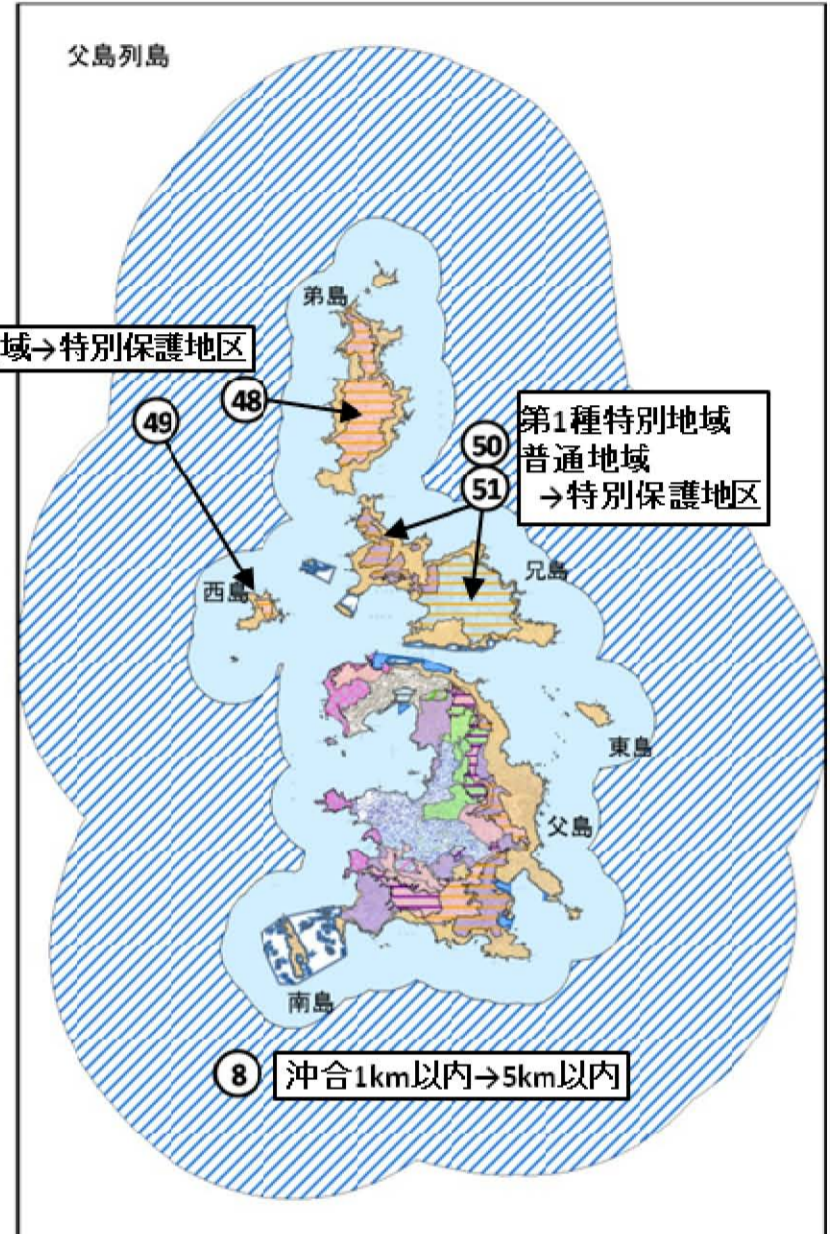 父島列島
弟島
域→特別保護地区
48
49
50
51
第1種特別地域
普通地域
→特別保護地区
兄島
西島
東島
父島
南島
8
沖合1km以内→5km以内